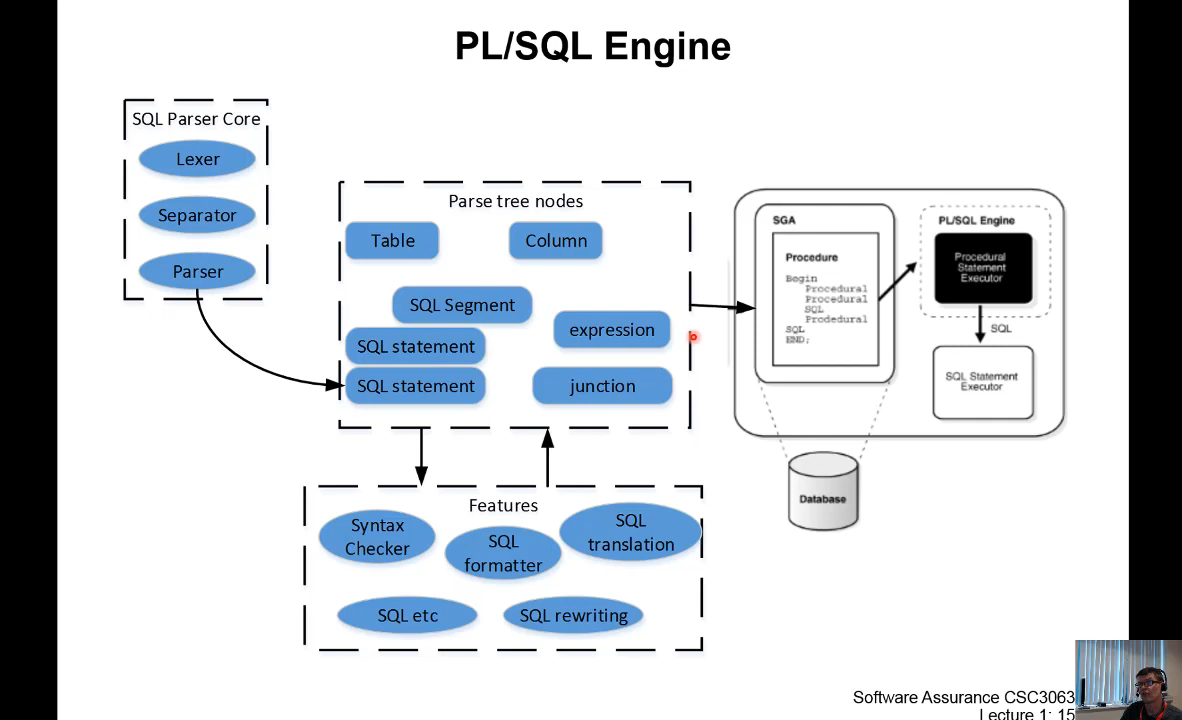 PL/SQL Engine
SQL Parser Core
Lexer
Separator
Parser
Parse tree nodes
Table
Column
SQL Segment
expression
SQL statement
SQL statement
junction
Features
Syntax
Checker
SQL
formatter
SQL
translation
SQL etc
SQL rewriting
SGA
Procedure
Begin
Procedural
Procedural
SQL
Prodedural
SQL
END;
PL/SQL Engine
Procedural
Statement
Executor
SQL
SQL Statement
Executor
Database
Software Assurance CSC3063
Lecture 1: 15